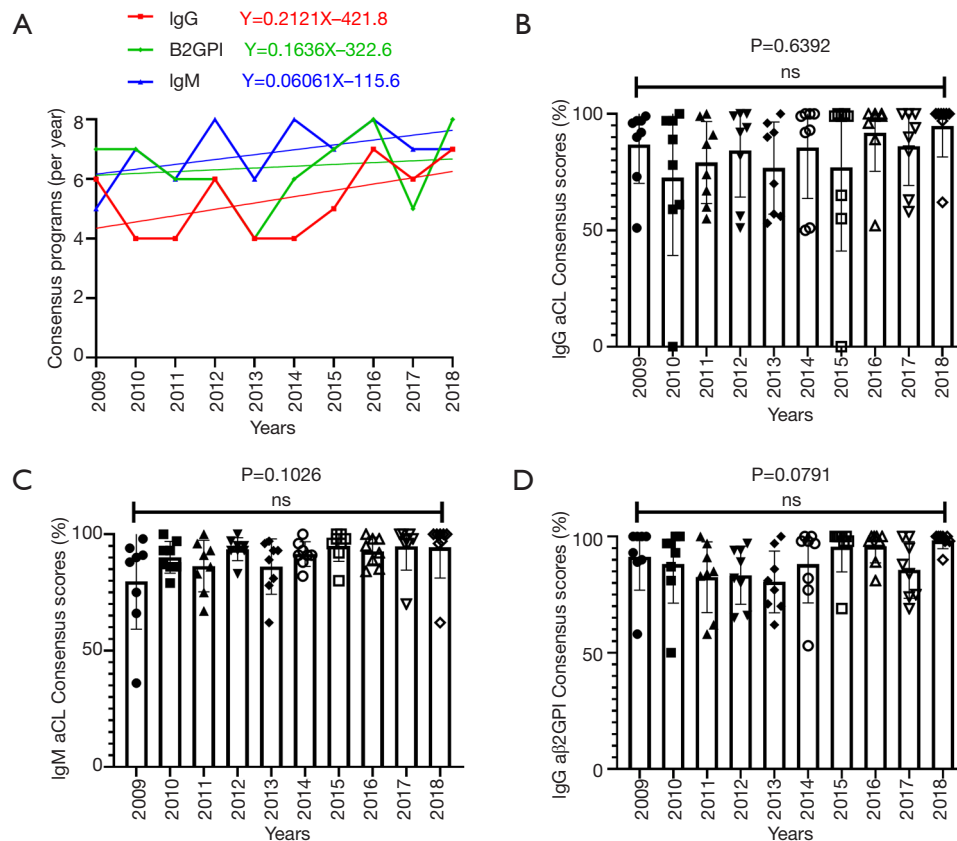 A
IgG Y=0.2121X–421.8
B2GPI Y=0.1636X–322.6
IgM Y=0.06061X–115.6
Consensus programs (per year)
8
6
4
2
0
2009 2010 2011 2012 2013 2014 2015 2016 2017 2018
Years
B
P=0.6392
ns
IgG aCL Consensus scores (%)
100
50
0
2009 2010 2011 2012 2013 2014 2015 2016 2017 2018
Years
C
P=0.1026
ns
IgM aCL Consensus scores (%)
100
50
0
2009 2010 2011 2012 2013 2014 2015 2016 2017 2018
Years
D
P=0.0791
ns
IgG aβ2GPI Consensus scores (%)
100
50
0
2009 2010 2011 2012 2013 2014 2015 2016 2017 2018
Years